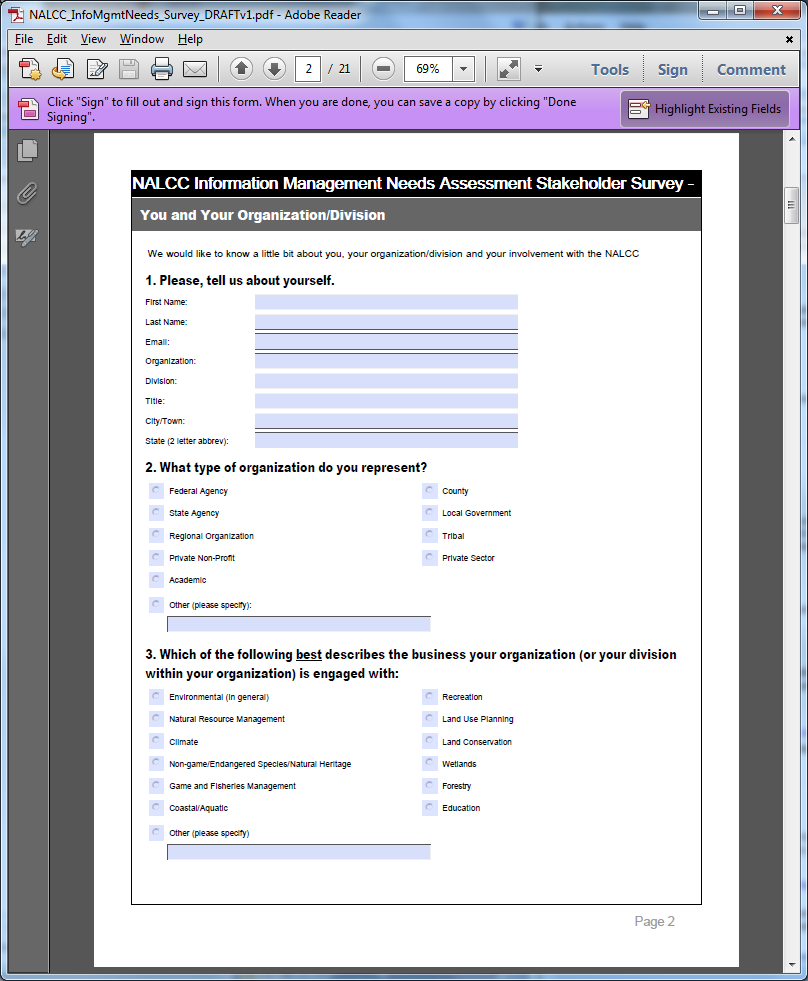 NALCC_InfoMgmtNeeds_Survey_DRAFTv1.pdf - Adobe Reader
File Edit View Window Help
2 / 21 69% Tools Sign Comment
Click "Sign" to fill out and sign this form. When you are done, you can save a copy by clicking "Done
Signing".
Highlight Existing Fields
NALCC Information Management Needs Assessment Stakeholder Survey -
You and Your Organization/Division
We would like to know a little bit about you, your organization/division and your involvement with the NALCC
1. Please, tell us about yourself.
First Name:
Last Name:
Email:
Organization:
Division:
Title:
City/Town:
State (2 letter abbrev):
2. What type of organization do you represent?
Federal Agency County
State Agency Local Government
Regional Organization Tribal
Private Non-Profit Private Sector
Academic
Other (please specify):
3. Which of the following best describes the business your organization (or your division
within your organization) is engaged with:
Environmental (in general) Recreation
Natural Resource Management Land Use Planning
Climate Land Conservation
Non-game/Endangered Species/Natural Heritage Wetlands
Game and Fisheries Management Forestry
Coastal/Aquatic Education
Other (please specify)
Page 2